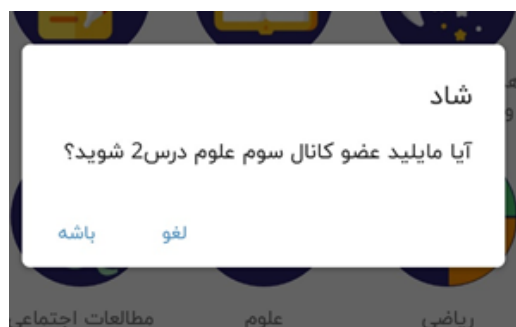 شاد
آیا مایلید عضو کانال سوم علوم درس2 شوید؟
لغو
باشه
ریاضی
علوم
مطالعات اجتماعی